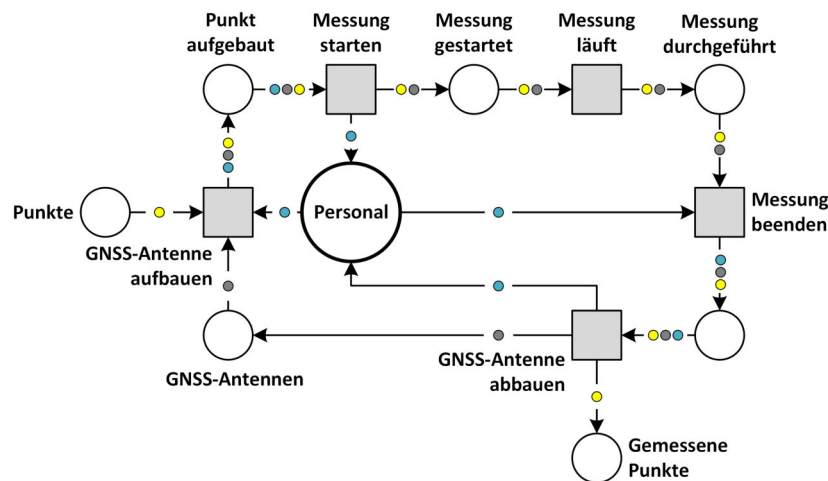 Punkt
aufgebaut
Messung
starten
Messung
gestartet
Messung
läuft
Messung
durchgeführt
Punkte
Personal
Messung
beenden
GNSS-Antenne
aufbauen
GNSS-Antennen
GNSS-Antenne
abbauen
Gemessene
Punkte